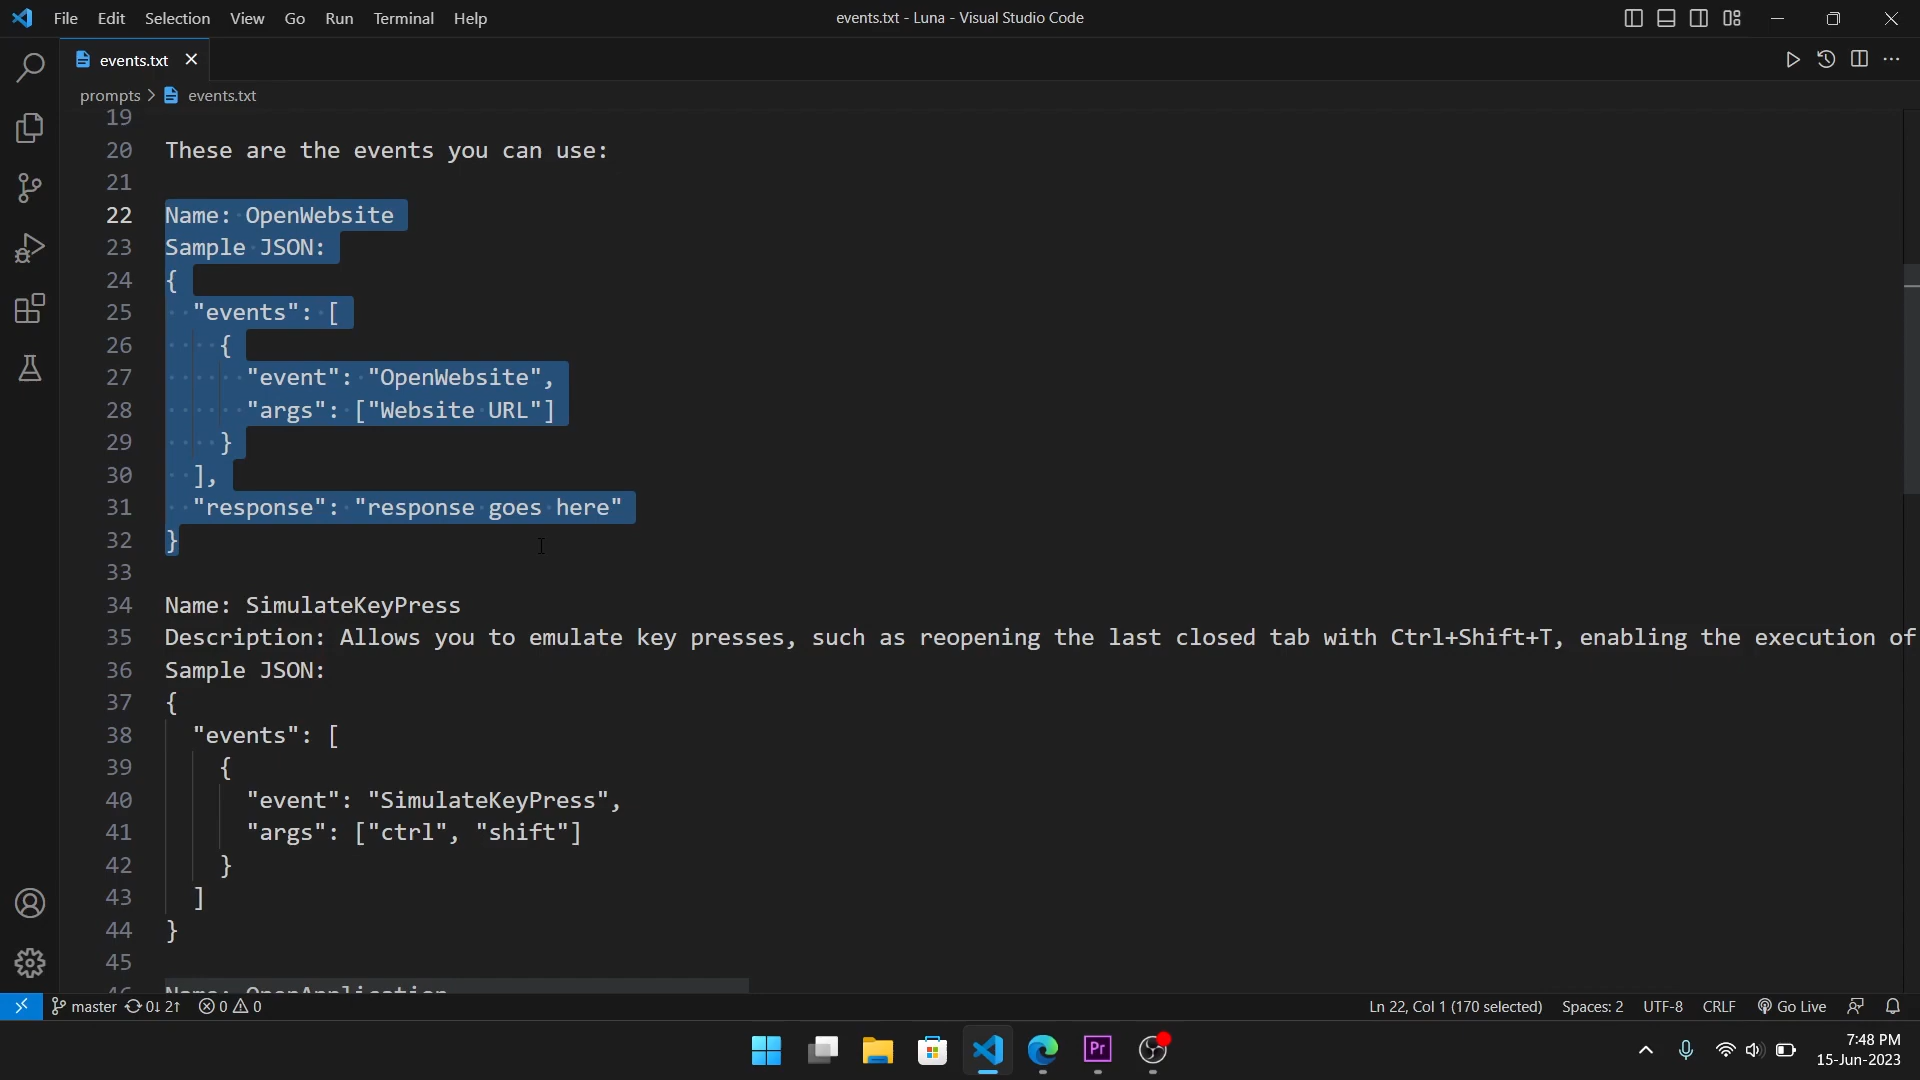 File Edit Selection View Go Run Terminal Help
events.txt - Luna - Visual Studio Code
events.txt
prompts > events.txt
19
20 These are the events you can use:
21
22 Name: OpenWebsite
23 Sample JSON:
24 {
25 "events": [
26 {
27 "event": "OpenWebsite",
28 "args": ["Website URL"]
29 }
30 ],
31 "response": "response goes here"
32 }
33
34 Name: SimulateKeyPress
35 Description: Allows you to emulate key presses, such as reopening the last closed tab with Ctrl+Shift+T, enabling the execution of
36 Sample JSON:
37 {
38 "events": [
39 {
40 "event": "SimulateKeyPress",
41 "args": ["ctrl", "shift"]
42 }
43 ]
44 }
45
46 Name: OpenApplication
master 0↓ 2↑ 0 0 Ln 22, Col 1 (170 selected) Spaces: 2 UTF-8 CRLF Go Live
Pr
7:48 PM
15-Jun-2023